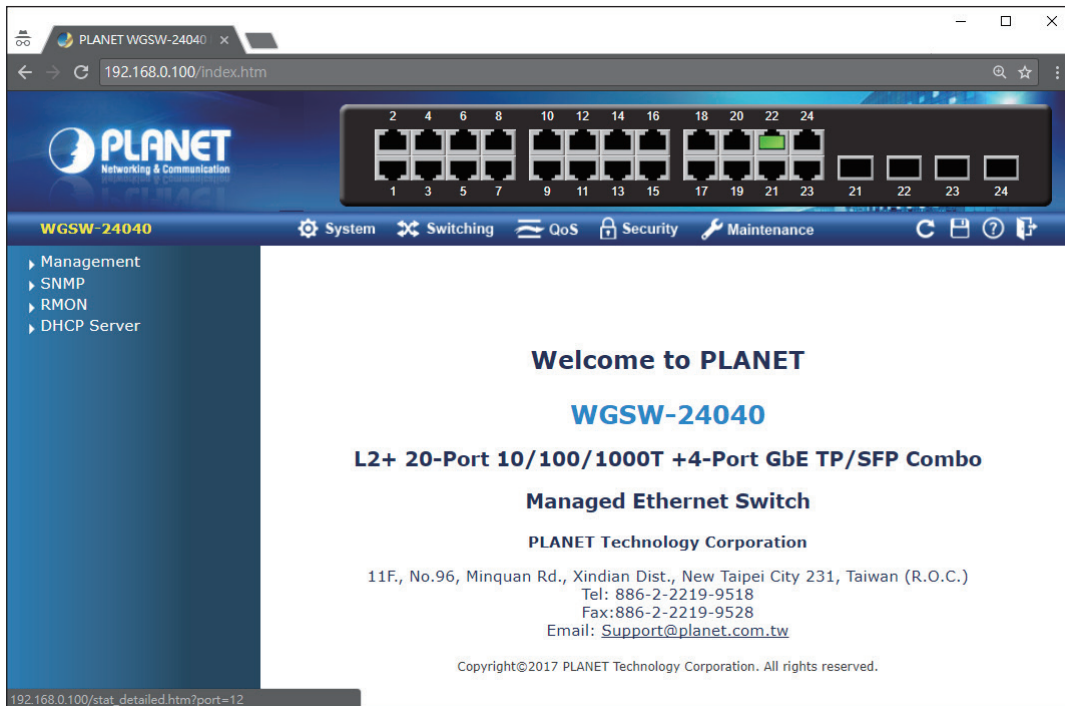 PLANET WGSW-24040
192.168.0.100/index.htm
PLANET
Networking & Communication
2 4 6 8 10 12 14 16 18 20 22 24
1 3 5 7 9 11 13 15 17 19 21 23 21 22 23 24
WGSW-24040 System Switching QoS Security Maintenance
Management
SNMP
RMON
DHCP Server
Welcome to PLANET
WGSW-24040
L2+ 20-Port 10/100/1000T +4-Port GbE TP/SFP Combo
Managed Ethernet Switch
PLANET Technology Corporation
11F., No.96, Minquan Rd., Xindian Dist., New Taipei City 231, Taiwan (R.O.C.)
Tel: 886-2-2219-9518
Fax:886-2-2219-9528
Email: Support@planet.com.tw
Copyright©2017 PLANET Technology Corporation. All rights reserved.
192.168.0.100/stat_detailed.htm?port=12